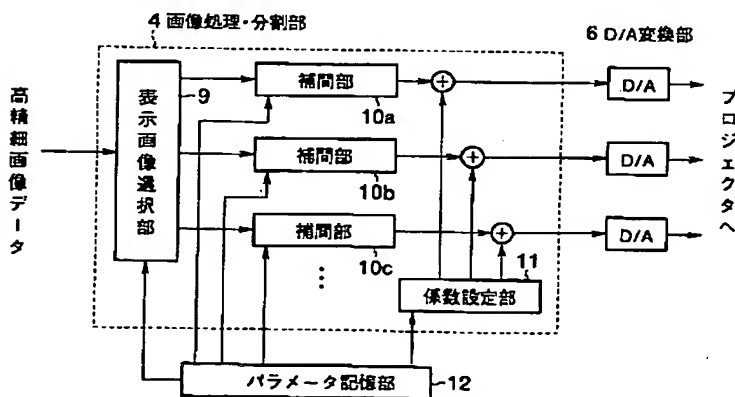 4 画像処理・分割部
6 D/A変換部
高精細画像データ
表示画像選択部
9
補間部
10a
補間部
10b
補間部
10c
⋮
係数設定部
11
D/A
D/A
D/A
プロジェクタへ
パラメータ記憶部
12